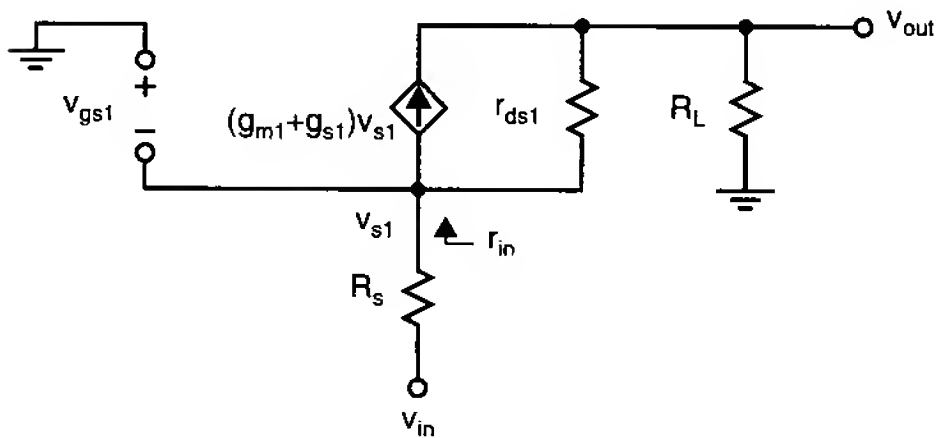 v_out
+
v_gs1
−
(g_m1+g_s1)v_s1
r_ds1
R_L
v_s1
r_in
R_s
v_in